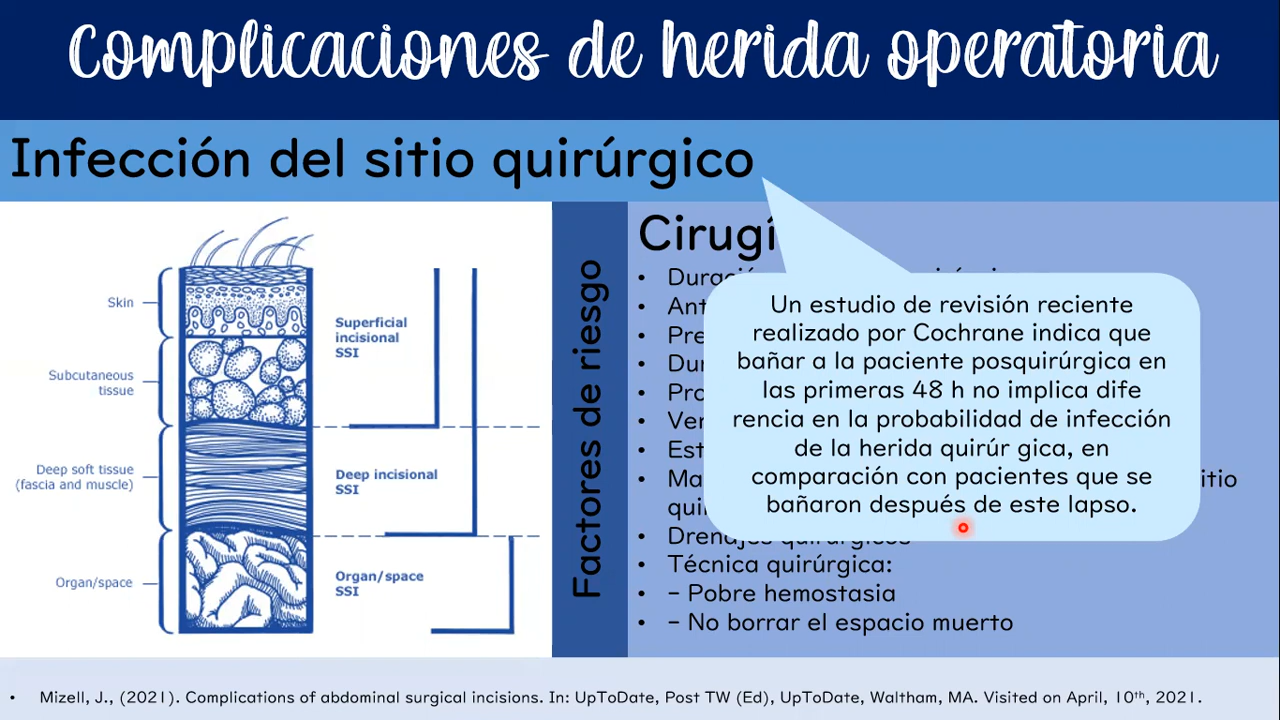 Complicaciones de herida operatoria
Infección del sitio quirúrgico
Skin
Subcutaneous
tissue
Deep soft tissue
(fascia and muscle)
Organ/space
Superficial
incisional
SSI
Deep incisional
SSI
Organ/space
SSI
Factores de riesgo
Un estudio de revisión reciente
realizado por Cochrane indica que
bañar a la paciente posquirúrgica en
las primeras 48 h no implica dife
rencia en la probabilidad de infección
de la herida quirúr gica, en
comparación con pacientes que se
bañaron después de este lapso.
• Drenajes quirúrgicos
• Técnica quirúrgica:
• – Pobre hemostasia
• – No borrar el espacio muerto
• Mizell, J., (2021). Complications of abdominal surgical incisions. In: UpToDate, Post TW (Ed), UpToDate, Waltham, MA. Visited on April, 10th, 2021.